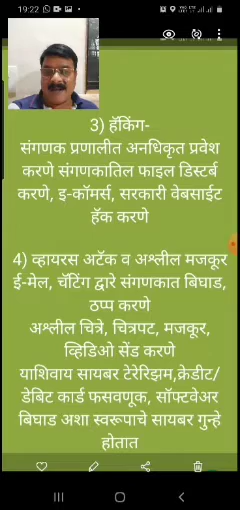 19:22
3) हॅकिंग-
संगणक प्रणालीत अनधिकृत प्रवेश
करणे संगणकातिल फाइल डिस्टर्ब
करणे, इ-कॉमर्स, सरकारी वेबसाईट
हॅक करणे
4) व्हायरस अटॅक व अश्लील मजकूर
ई-मेल, चॅटिंग द्वारे संगणकात बिघाड,
ठप्प करणे
अश्लील चित्रे, चित्रपट, मजकूर,
व्हिडिओ सेंड करणे
याशिवाय सायबर टेरेरिझम,क्रेडीट/
डेबिट कार्ड फसवणूक, सॉफ्टवेअर
बिघाड अशा स्वरूपाचे सायबर गुन्हे
होतात